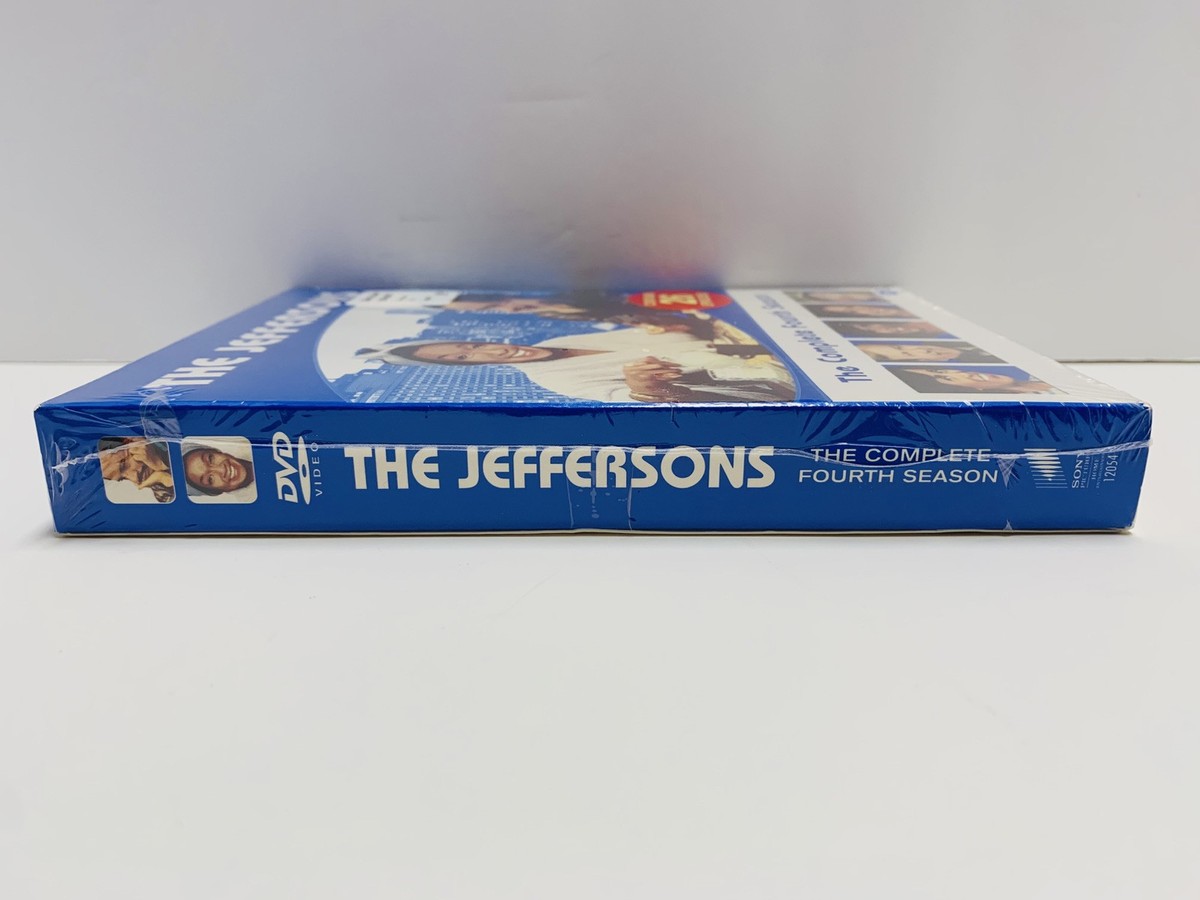 THE JEFFERSONS
The Complete Fourth Season
DVD
VIDEO
THE JEFFERSONS
THE COMPLETE
FOURTH SEASON
SONY
12054